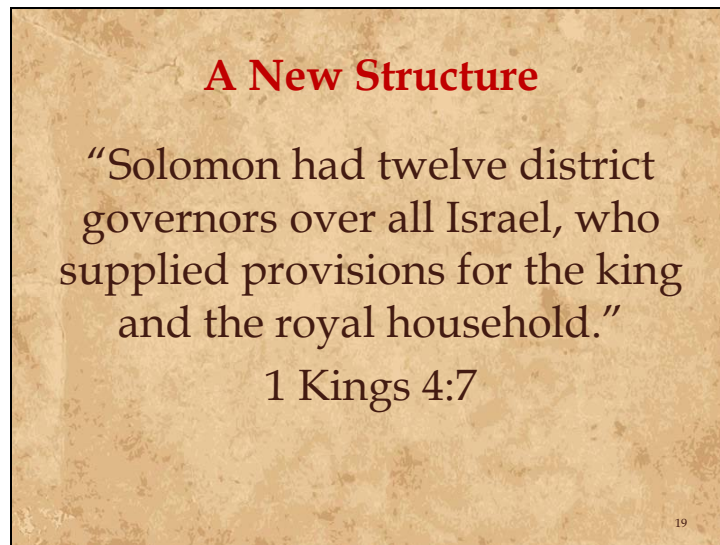 A New Structure
“Solomon had twelve district
governors over all Israel, who
supplied provisions for the king
and the royal household.”
1 Kings 4:7
19